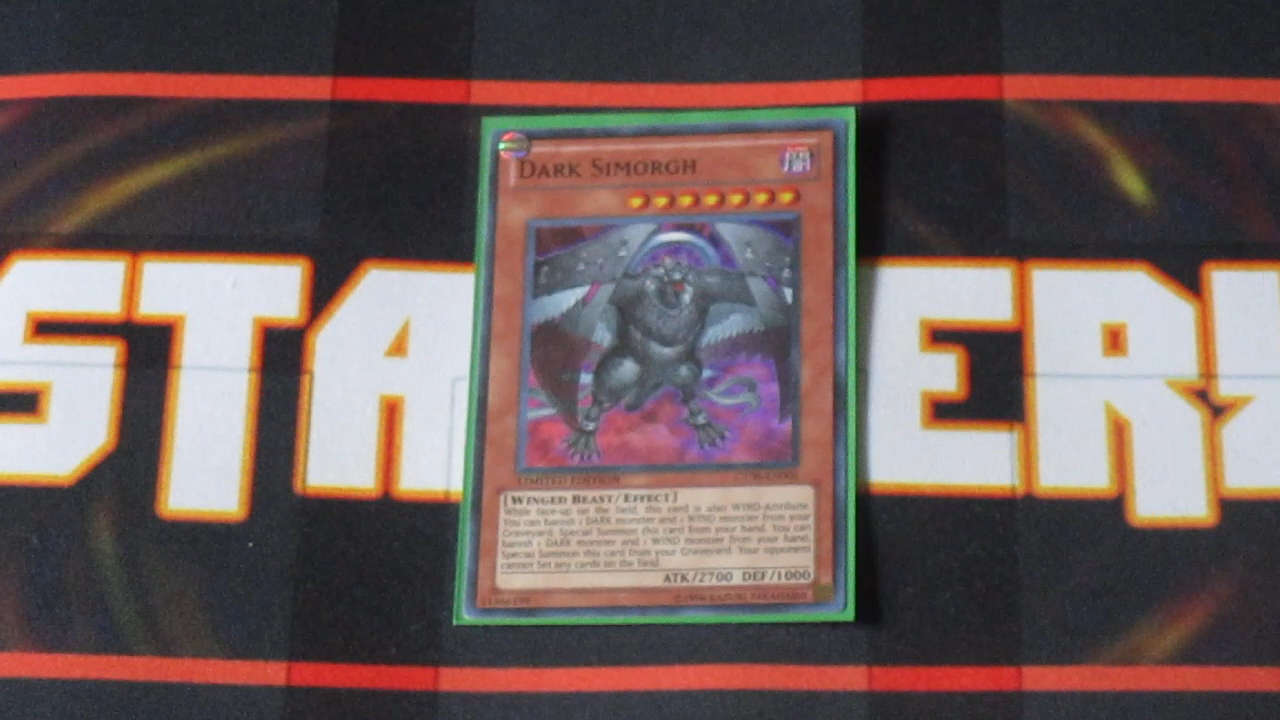 DARK SIMORGH
STA
ER
LIMITED EDITION
[WINGED BEAST/EFFECT]
While face-up on the field, this card is also WIND-Attribute.
You can banish 1 DARK monster and 1 WIND monster from your
Graveyard; Special Summon this card from your hand. You can
banish 1 DARK monster and 1 WIND monster from your hand;
Special Summon this card from your Graveyard. Your opponent
cannot Set any cards on the field.
ATK/2700 DEF/1000
©1996 KAZUKI TAKAHASHI